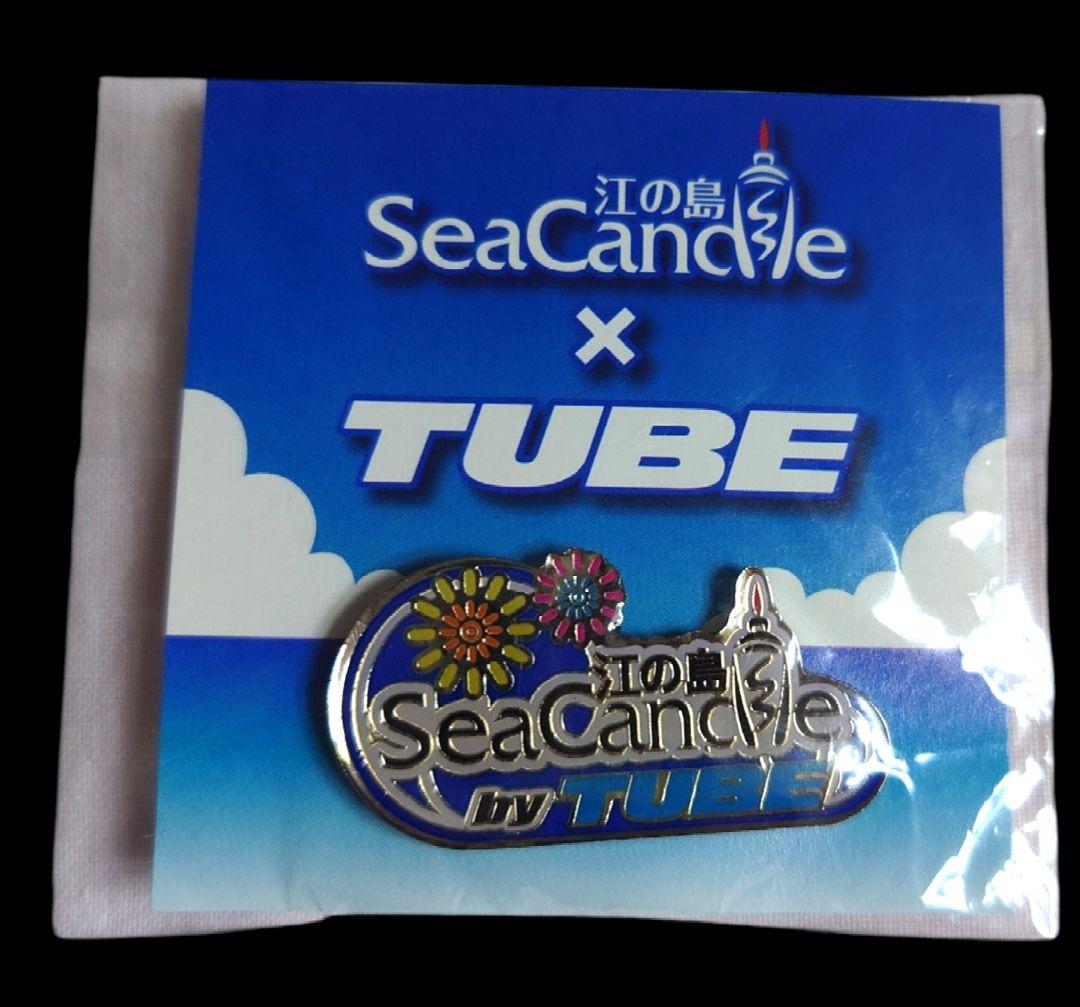 江の島
SeaCandle
×
TUBE
江の島
SeaCandle
by TUBE